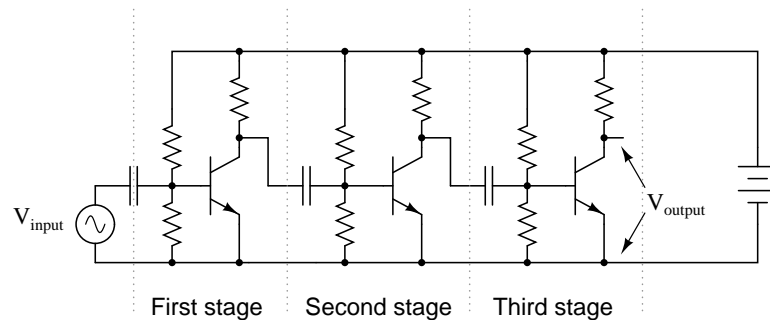 V_input
V_output
First stage
Second stage
Third stage